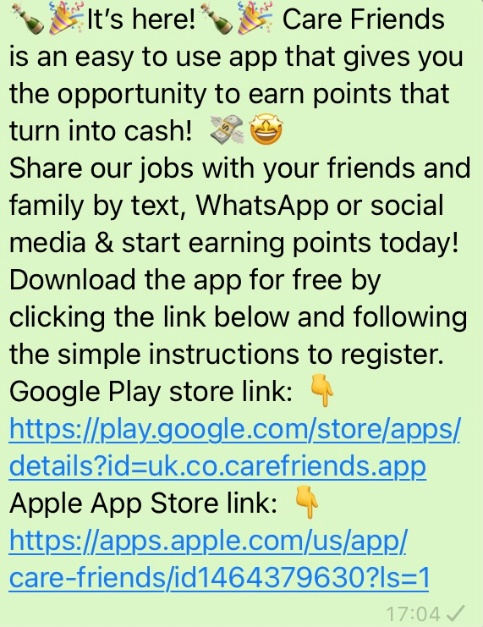 🍾🎉It’s here!🍾🎉 Care Friends
is an easy to use app that gives you
the opportunity to earn points that
turn into cash! 💸🤩
Share our jobs with your friends and
family by text, WhatsApp or social
media & start earning points today!
Download the app for free by
clicking the link below and following
the simple instructions to register.
Google Play store link: 👇
https://play.google.com/store/apps/
details?id=uk.co.carefriends.app
Apple App Store link: 👇
https://apps.apple.com/us/app/
care-friends/id1464379630?ls=1
17:04 ✓